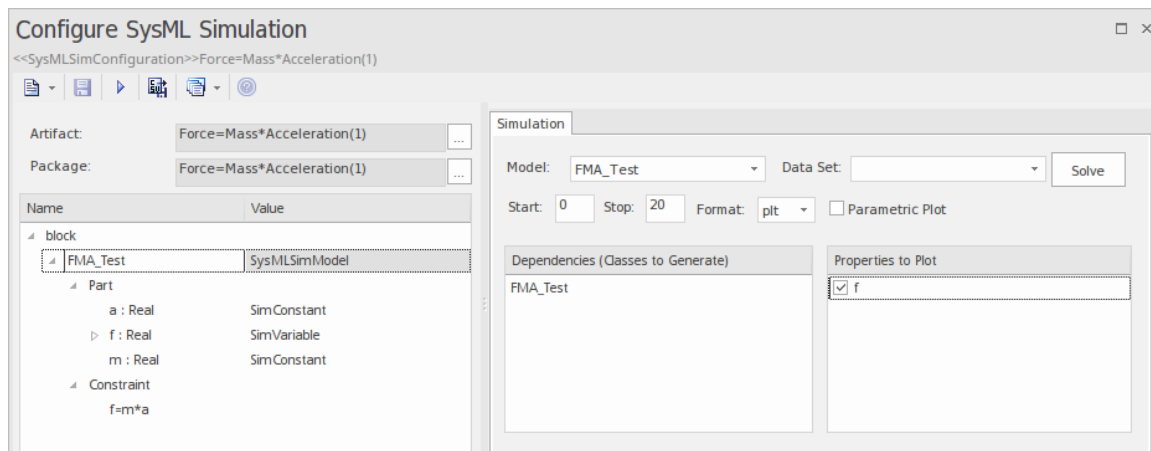 Configure SysML Simulation
<<SysMLSimConfiguration>>Force=Mass*Acceleration(1)
Artifact: Force=Mass*Acceleration(1) ...
Package: Force=Mass*Acceleration(1) ...
Name Value
block
FMA_Test SysMLSimModel
Part
a : Real SimConstant
f : Real SimVariable
m : Real SimConstant
Constraint
f=m*a
Simulation
Model: FMA_Test Data Set: Solve
Start: 0 Stop: 20 Format: plt Parametric Plot
Dependencies (Classes to Generate)
FMA_Test
Properties to Plot
f